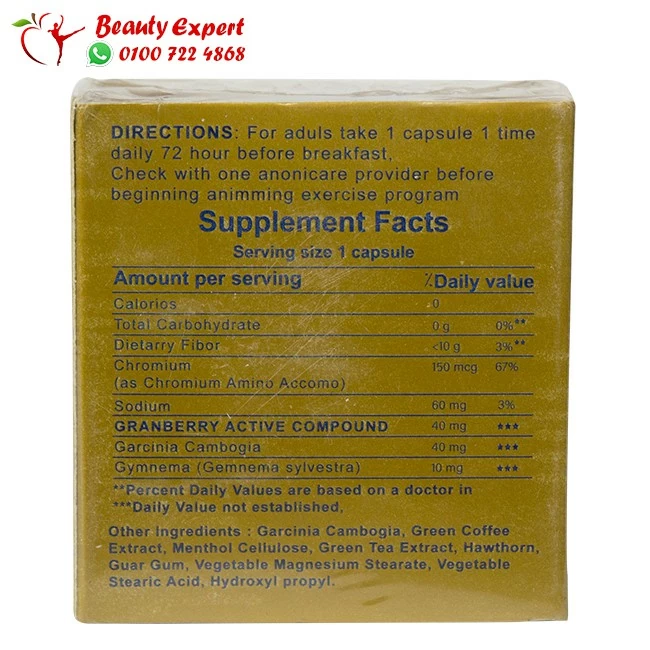 Beauty Expert
0100 722 4868
DIRECTIONS: For aduls take 1 capsule 1 time
daily 72 hour before breakfast,
Check with one anonicare provider before
beginning animming exercise program
Supplement Facts
Serving size 1 capsule
Amount per serving ٪Daily value
Calorios 0
Total Carbohydrate 0 g 0%**
Dietarry Fibor <10 g 3%**
Chromium 150 mcg 67%
(as Chromium Amino Accomo)
Sodium 60 mg 3%
GRANBERRY ACTIVE COMPOUND 40 mg ***
Garcinia Cambogia 40 mg ***
Gymnema (Gemnema sylvestra) 10 mg ***
**Percent Daily Values are based on a doctor in
***Daily Value not established,
Other Ingredients : Garcinia Cambogia, Green Coffee
Extract, Menthol Cellulose, Green Tea Extract, Hawthorn,
Guar Gum, Vegetable Magnesium Stearate, Vegetable
Stearic Acid, Hydroxyl propyl.